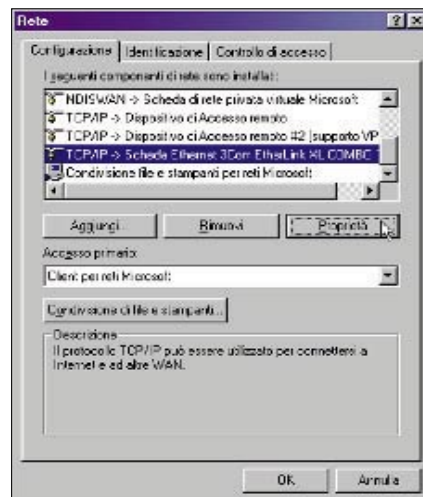 Rete
Configurazione Identificazione Controllo di accesso
I seguenti componenti di rete sono installati:
NDISWAN -> Scheda di rete privata virtuale Microsoft
TCP/IP -> Dispositivo di Accesso remoto
TCP/IP -> Dispositivo di Accesso remoto #2 (supporto VP
TCP/IP -> Scheda Ethernet 3Com EtherLink XL COMBO
Condivisione file e stampanti per reti Microsoft
Aggiungi... Rimuovi Proprietà
Accesso primario:
Client per reti Microsoft
Condivisione di file e stampanti...
Descrizione
Il protocollo TCP/IP può essere utilizzato per connettersi a
Internet e ad altre WAN.
OK Annulla